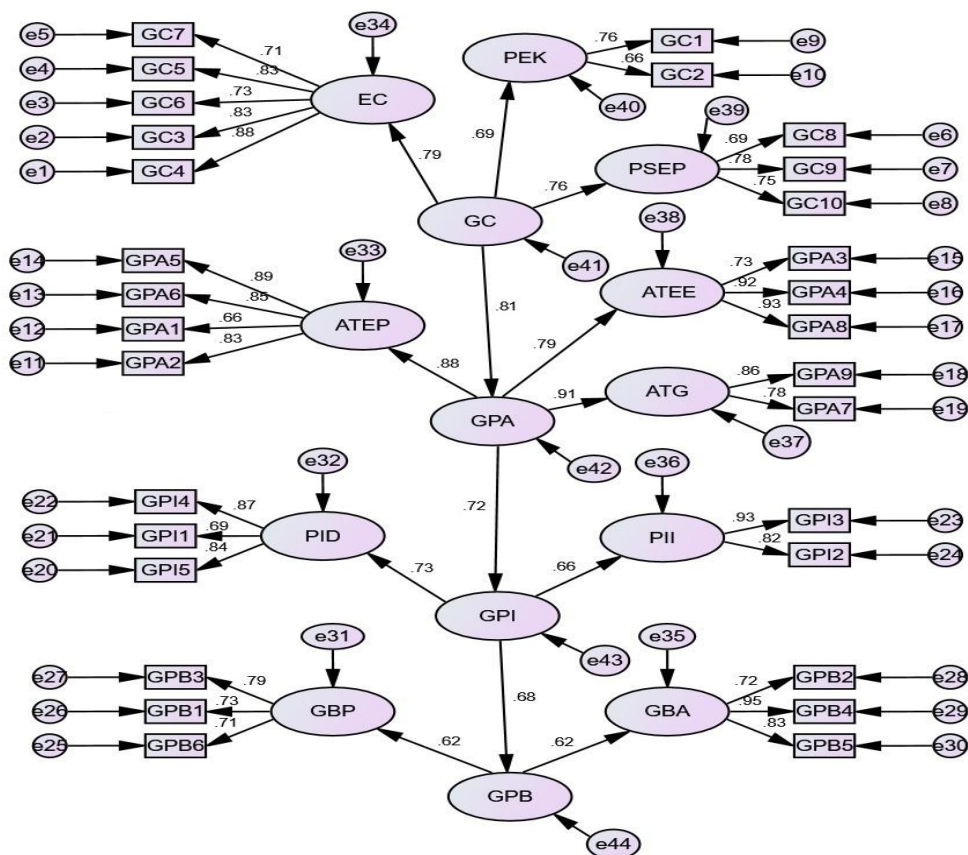 e5 GC7 .71 e34 PEK .76 GC1 e9
e4 GC5 .83 EC .66 GC2 e10
e3 GC6 .73 e40 e39
e2 GC3 .83 .69 GC8 e6
e1 GC4 .88 .79 .69 PSEP .78 GC9 e7
.76 .75 GC10 e8
GC e38
e14 GPA5 .89 e33 e41 .73 GPA3 e15
e13 GPA6 .85 ATEE .92 GPA4 e16
e12 GPA1 .66 ATEP .81 .93 GPA8 e17
e11 GPA2 .83 .79
.88 .86 GPA9 e18
.91 ATG .78 GPA7 e19
GPA e37
e32 e42 e36
e22 GPI4 .87 .72 .93 GPI3 e23
e21 GPI1 .69 PID PII .82 GPI2 e24
e20 GPI5 .84 .73 .66
GPI
e31 e43 e35
e27 GPB3 .79 .72 GPB2 e28
e26 GPB1 .73 GBP .68 GBA .95 GPB4 e29
e25 GPB6 .71 .83 GPB5 e30
.62 .62
GPB
e44